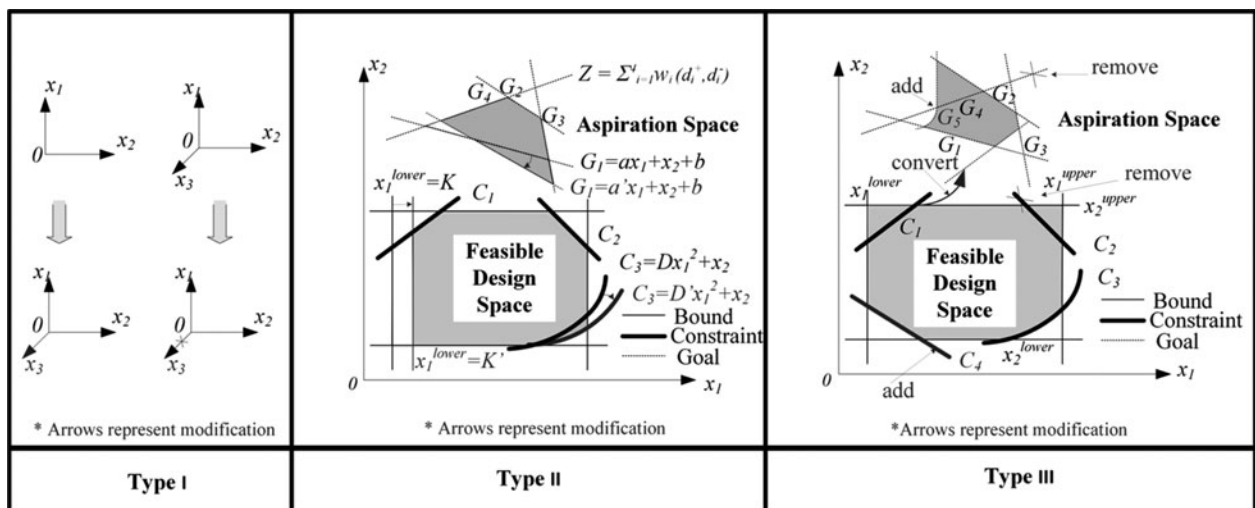 x₁
x₂
0
x₁
x₂
0
x₃
x₁
x₂
0
x₃
x₁
x₂
0
x₃
* Arrows represent modification
Type I
x₂
Z = Σ⁴ᵢ₌₁wᵢ(dᵢ⁺,dᵢ⁻)
G₄
G₂
G₃
Aspiration Space
G₁=ax₁+x₂+b
G₁=a'x₁+x₂+b
x₁ˡᵒʷᵉʳ=K
C₁
C₂
Feasible
Design
Space
C₃=Dx₁²+x₂
C₃=D'x₁²+x₂
Bound
Constraint
Goal
x₁ˡᵒʷᵉʳ=K'
0
x₁
* Arrows represent modification
Type II
x₂
remove
add
G₂
G₄
G₅
Aspiration Space
G₁
G₃
convert
x₁ˡᵒʷᵉʳ
x₁ᵘᵖᵖᵉʳ
remove
x₂ᵘᵖᵖᵉʳ
C₁
C₂
Feasible
Design
Space
C₃
Bound
Constraint
Goal
C₄
x₂ˡᵒʷᵉʳ
add
0
x₁
*Arrows represent modification
Type III